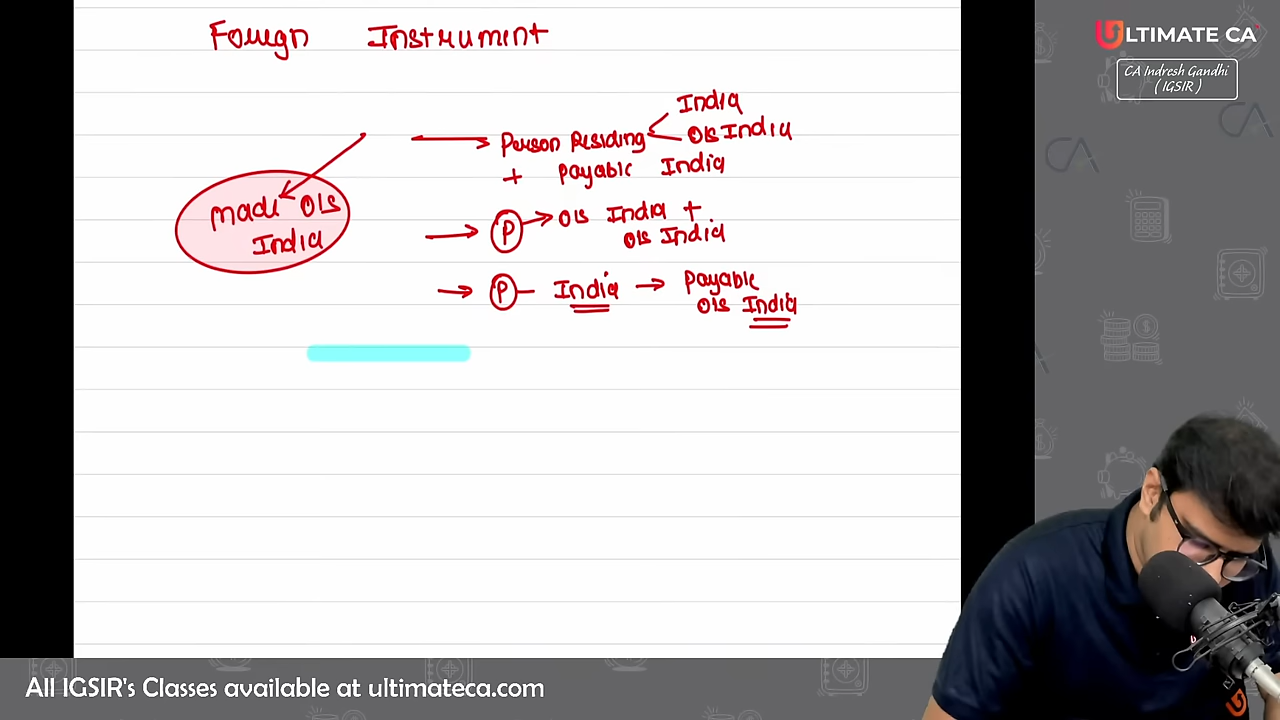 Foreign Instrument
ULTIMATE CA
CA Indresh Gandhi
(IGSIR)
Person Residing India
O/s India
+ Payable India
made O/s
India
P O/s India +
O/s India
P - India → Payable
O/s India
All IGSIR's Classes available at ultimateca.com